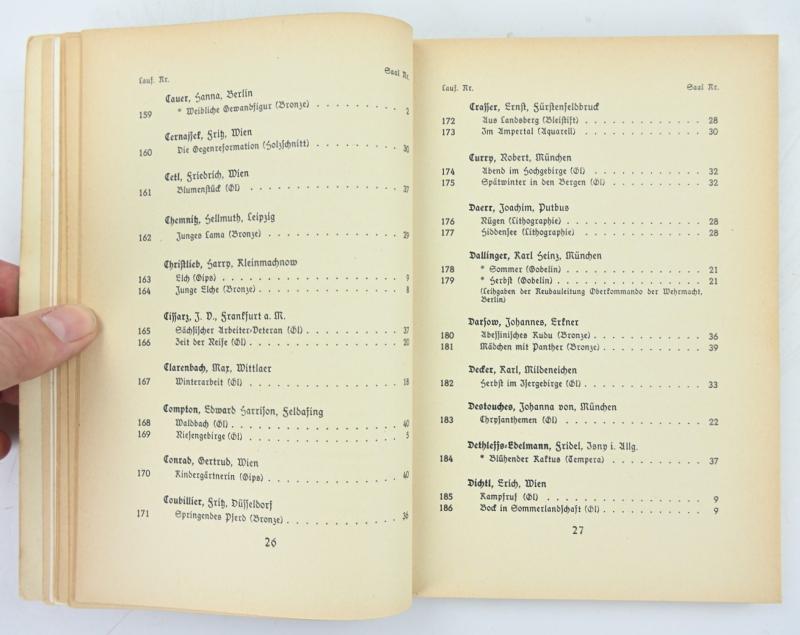 Lauf. Nr. Saal Nr.
Cauer, Hanna, Berlin
159 * Weibliche Gewandfigur (Bronze) . . . . . . . . 2
Cernassek, Fritz, Wien
160 Die Gegenreformation (Holzschnitt) . . . . . . . . 30
Cetl, Friedrich, Wien
161 Blumenstück (Öl) . . . . . . . . . . . . 37
Chemnitz, Hellmuth, Leipzig
162 Junges Lama (Bronze) . . . . . . . . . . . 29
Christlieb, Harry, Kleinmachnow
163 Elch (Gips) . . . . . . . . . . . . . . 9
164 Junge Elche (Bronze) . . . . . . . . . . . 8
Cissarz, J. V., Frankfurt a. M.
165 Sächsischer Arbeiter-Veteran (Öl) . . . . . . . . 37
166 Zeit der Reife (Öl) . . . . . . . . . . . . 20
Clarenbach, Max, Wittlaer
167 Winterarbeit (Öl) . . . . . . . . . . . . 18
Compton, Edward Harrison, Feldafing
168 Waldbach (Öl) . . . . . . . . . . . . . 40
169 Riesengebirge (Öl) . . . . . . . . . . . . 5
Conrad, Gertrud, Wien
170 Kindergärtnerin (Gips) . . . . . . . . . . . 40
Coubillier, Fritz, Düsseldorf
171 Springendes Pferd (Bronze) . . . . . . . . . . 36
26
Lauf. Nr. Saal Nr.
Crasser, Ernst, Fürstenfeldbruck
172 Aus Landsberg (Bleistift) . . . . . . . . . . . 28
173 Im Ampertal (Aquarell) . . . . . . . . . . . 30
Curry, Robert, München
174 Abend im Hochgebirge (Öl) . . . . . . . . . . 32
175 Spätwinter in den Bergen (Öl) . . . . . . . . . 32
Daerr, Joachim, Putbus
176 Rügen (Lithographie) . . . . . . . . . . . . 28
177 Hiddensee (Lithographie) . . . . . . . . . . . 28
Dallinger, Karl Heinz, München
178 * Sommer (Gobelin) . . . . . . . . . . . . 21
179 * Herbst (Gobelin) . . . . . . . . . . . . . 21
(Leihgaben der Neubauleitung Oberkommando der Wehrmacht,
Berlin)
Darsow, Johannes, Erkner
180 Abessinisches Kudu (Bronze) . . . . . . . . . . 36
181 Mädchen mit Panther (Bronze) . . . . . . . . . 39
Decker, Karl, Mildeneichen
182 Herbst im Isergebirge (Öl) . . . . . . . . . . . 33
Destouches, Johanna von, München
183 Chrysanthemen (Öl) . . . . . . . . . . . . 22
Dethleffs-Edelmann, Fridel, Isny i. Allg.
184 * Blühender Kaktus (Tempera) . . . . . . . . . 37
Dichtl, Erich, Wien
185 Kampfruf (Öl) . . . . . . . . . . . . . . 9
186 Bock in Sommerlandschaft (Öl) . . . . . . . . . 9
27